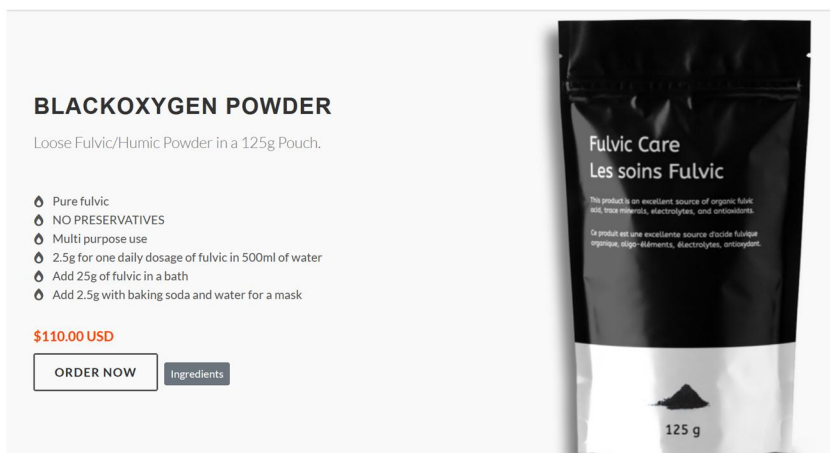 BLACKOXYGEN POWDER
Loose Fulvic/Humic Powder in a 125g Pouch.
Pure fulvic
NO PRESERVATIVES
Multi purpose use
2.5g for one daily dosage of fulvic in 500ml of water
Add 25g of fulvic in a bath
Add 2.5g with baking soda and water for a mask
$110.00 USD
ORDER NOW
Ingredients
Fulvic Care
Les soins Fulvic
This product is an excellent source of organic fulvic
acid, trace minerals, electrolytes, and antioxidants.
Ce produit est une excellente source d'acide fulvique
organique, oligo-éléments, électrolytes, antioxydant.
125 g